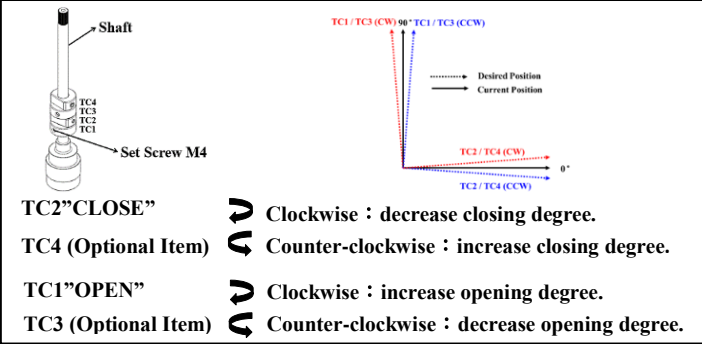 Shaft
TC4
TC3
TC2
TC1
Set Screw M4
TC1 / TC3 (CW) 90° TC1 / TC3 (CCW)
Desired Position
Current Position
TC2 / TC4 (CW)
0°
TC2 / TC4 (CCW)
TC2”CLOSE” Clockwise：decrease closing degree.
TC4 (Optional Item) Counter-clockwise：increase closing degree.
TC1”OPEN” Clockwise：increase opening degree.
TC3 (Optional Item) Counter-clockwise：decrease opening degree.